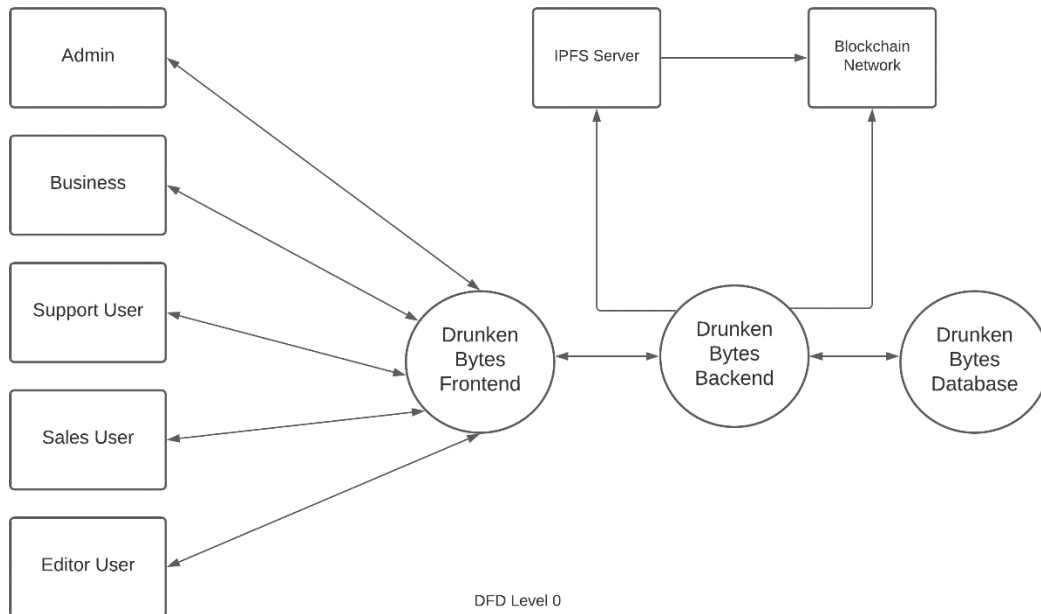 Admin
Business
Support User
Sales User
Editor User
IPFS Server
Blockchain
Network
Drunken
Bytes
Frontend
Drunken
Bytes
Backend
Drunken
Bytes
Database
DFD Level 0